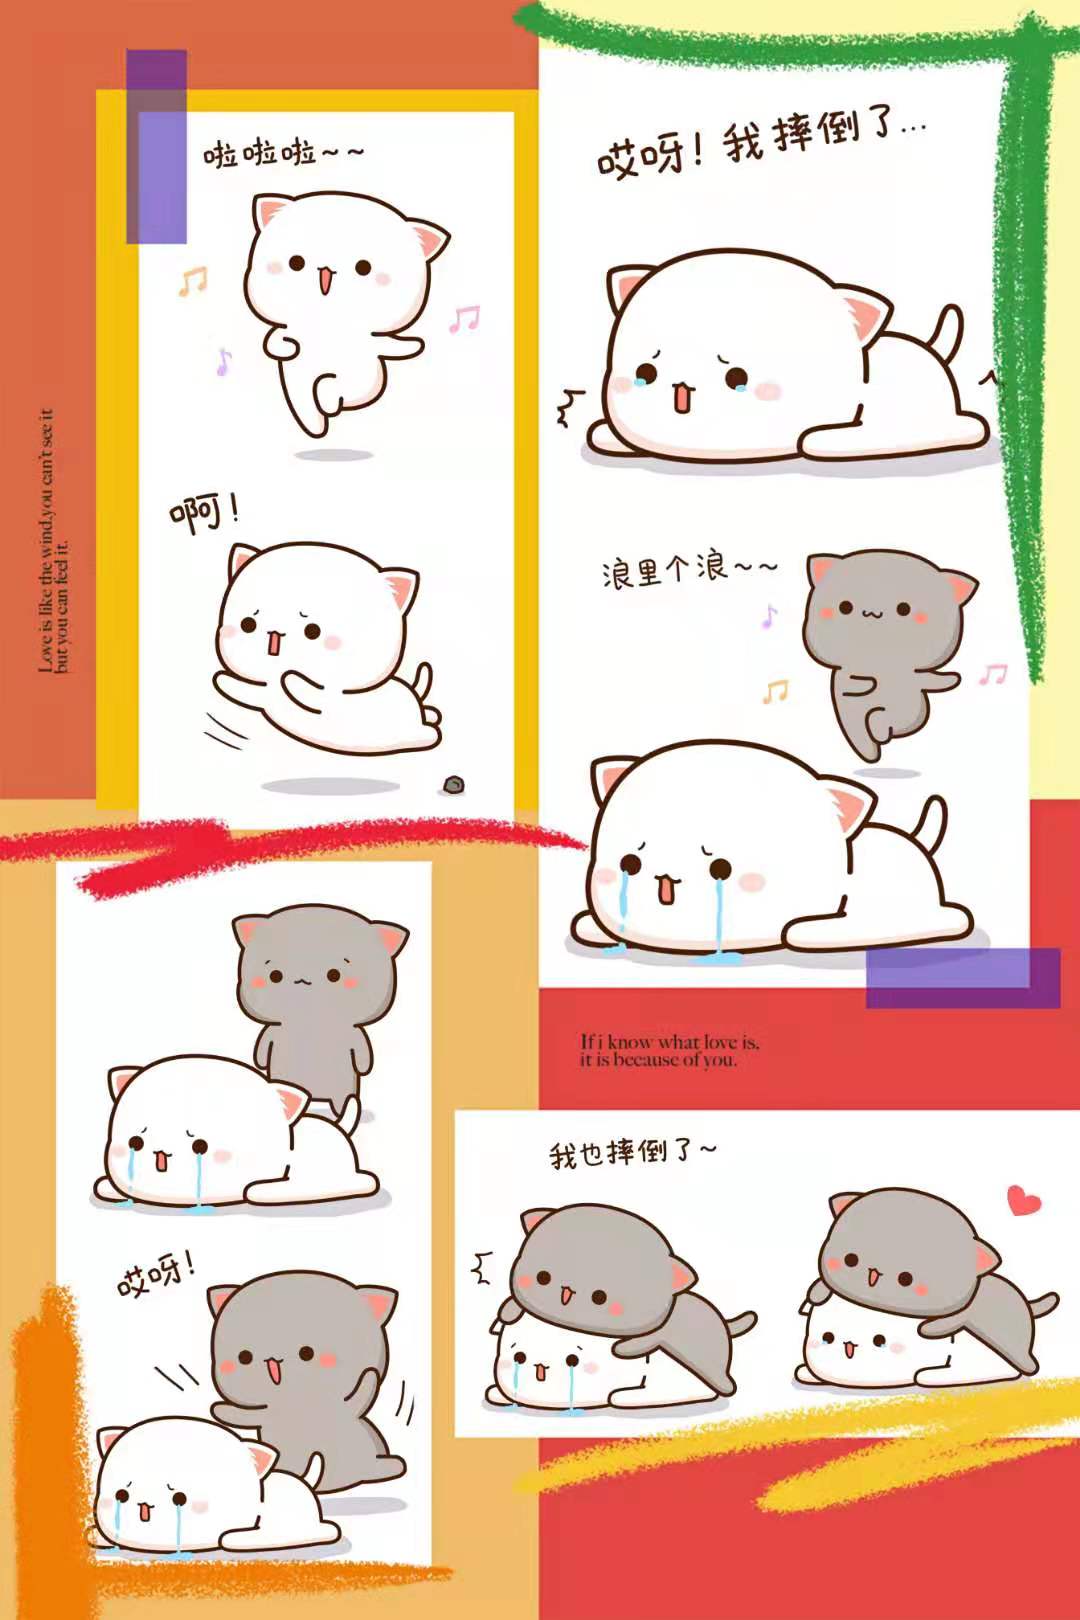 啦啦啦~~
啊!
Love is like the wind,you can't see it
but you can feel it.
哎呀!我摔倒了...
浪里个浪~~
哎呀!
If i know what love is,
it is because of you.
我也摔倒了~